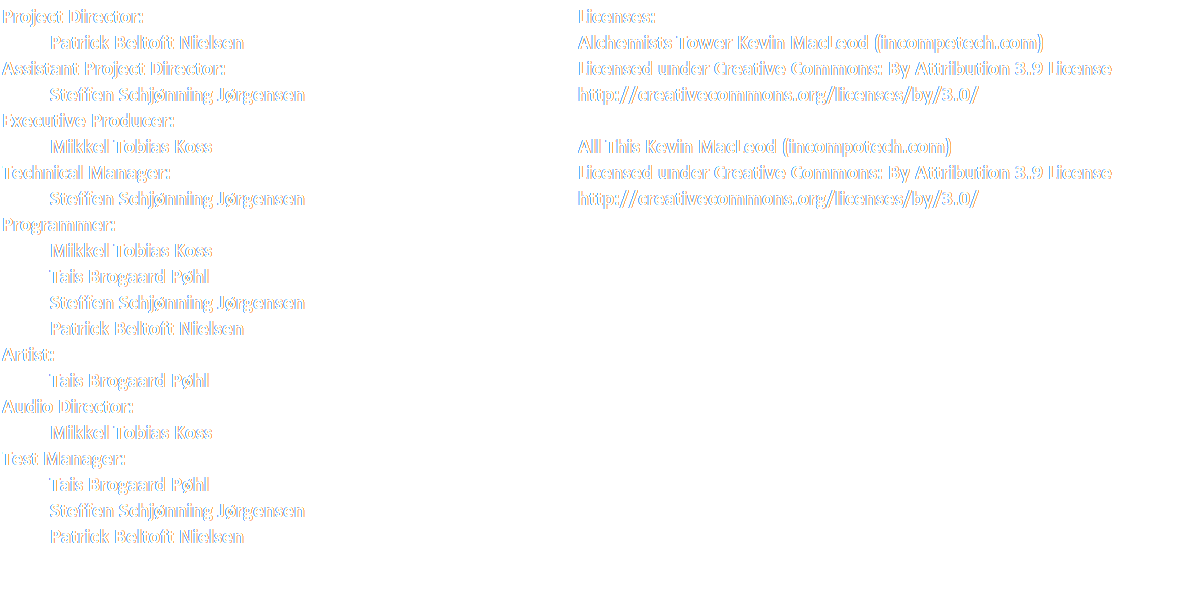 Project Director:
Patrick Beltoft Nielsen
Assistant Project Director:
Steffen Schjønning Jørgensen
Executive Producer:
Mikkel Tobias Koss
Technical Manager:
Steffen Schjønning Jørgensen
Programmer:
Mikkel Tobias Koss
Tais Brogaard Pøhl
Steffen Schjønning Jørgensen
Patrick Beltoft Nielsen
Artist:
Tais Brogaard Pøhl
Audio Director:
Mikkel Tobias Koss
Test Manager:
Tais Brogaard Pøhl
Steffen Schjønning Jørgensen
Patrick Beltoft Nielsen
Licenses:
Alchemists Tower Kevin MacLeod (incompetech.com)
Licensed under Creative Commons: By Attribution 3.9 License
http://creativecommons.org/licenses/by/3.0/
All This Kevin MacLeod (incompotech.com)
Licensed under Creative Commons: By Attribution 3.9 License
http://creativecommons.org/licenses/by/3.0/